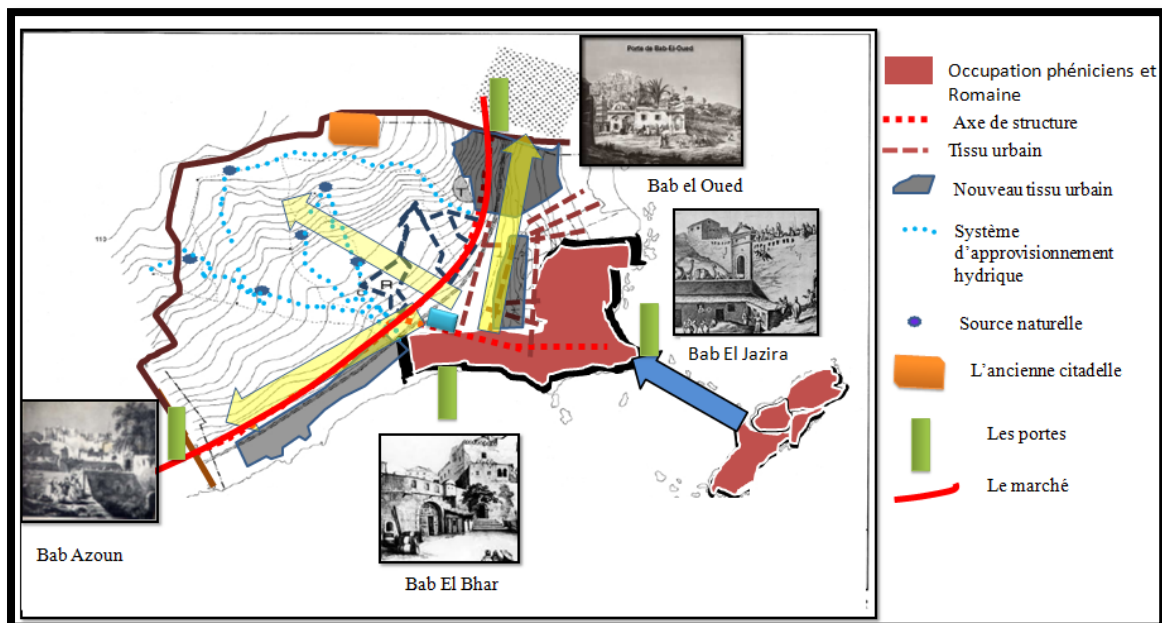 Porte de Bab-El-Oued
Bab el Oued
Bab El Jazira
Bab Azoun
Bab El Bhar
113
T
R
Occupation phéniciens et
Romaine
Axe de structure
Tissu urbain
Nouveau tissu urbain
Système
d'approvisionnement
hydrique
Source naturelle
L'ancienne citadelle
Les portes
Le marché